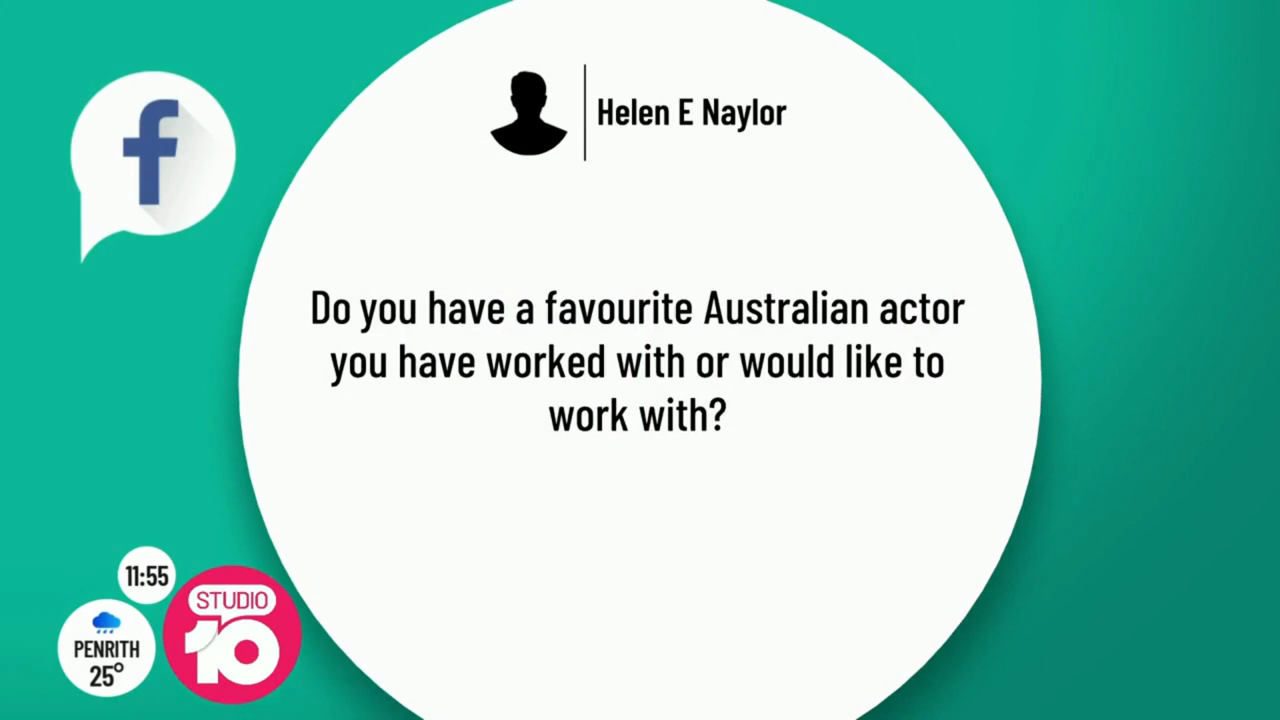 f
Helen E Naylor
Do you have a favourite Australian actor
you have worked with or would like to
work with?
11:55
STUDIO
10
PENRITH
25°